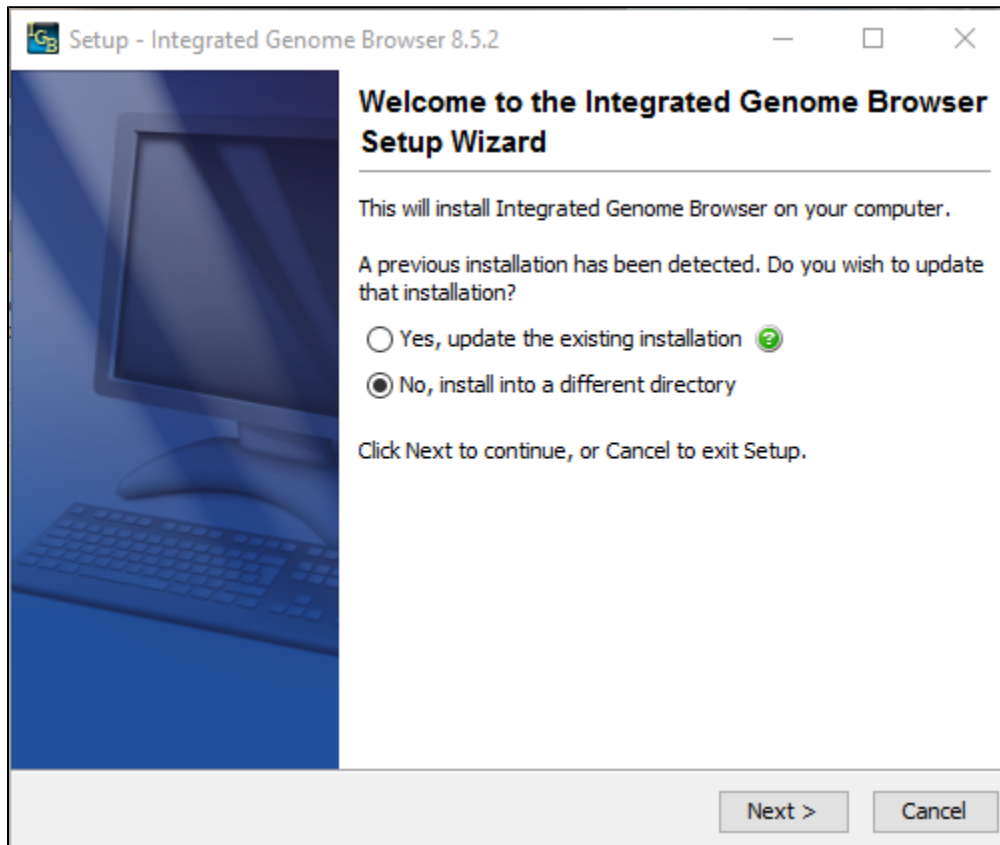 IGB
Setup - Integrated Genome Browser 8.5.2
Welcome to the Integrated Genome Browser
Setup Wizard
This will install Integrated Genome Browser on your computer.
A previous installation has been detected. Do you wish to update
that installation?
Yes, update the existing installation ?
No, install into a different directory
Click Next to continue, or Cancel to exit Setup.
Next >
Cancel